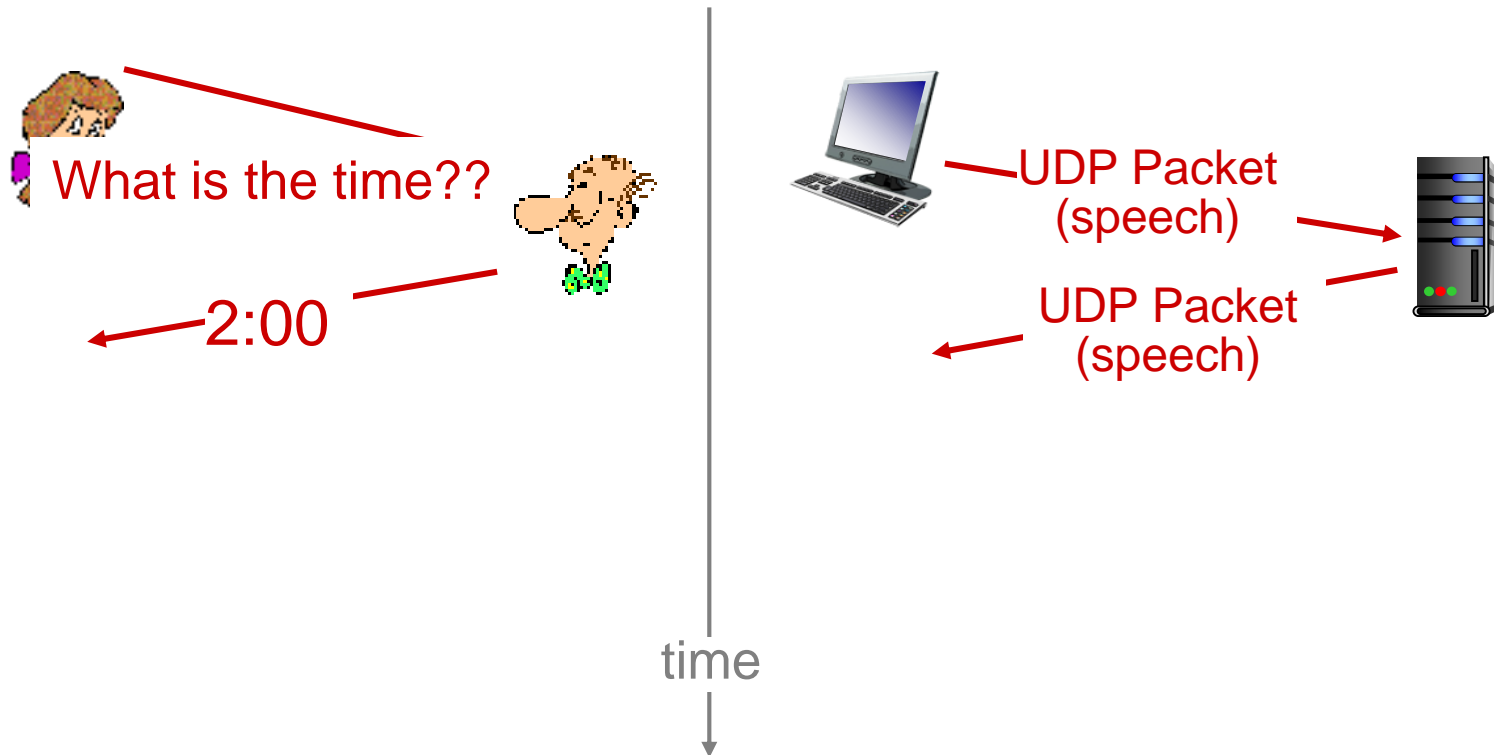 What is the time??
2:00
UDP Packet
(speech)
UDP Packet
(speech)
time